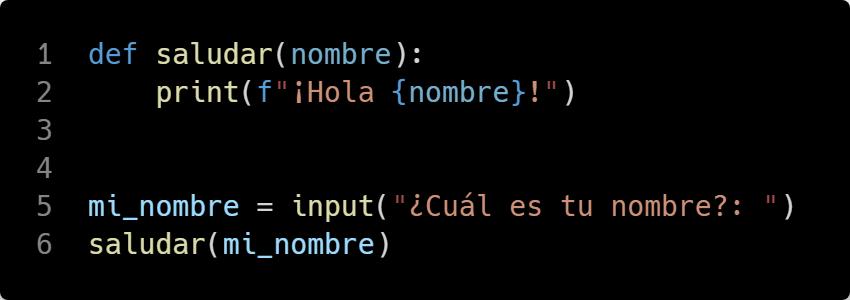 1 def saludar(nombre):
2     print(f"¡Hola {nombre}!")
3
4
5 mi_nombre = input("¿Cuál es tu nombre?: ")
6 saludar(mi_nombre)